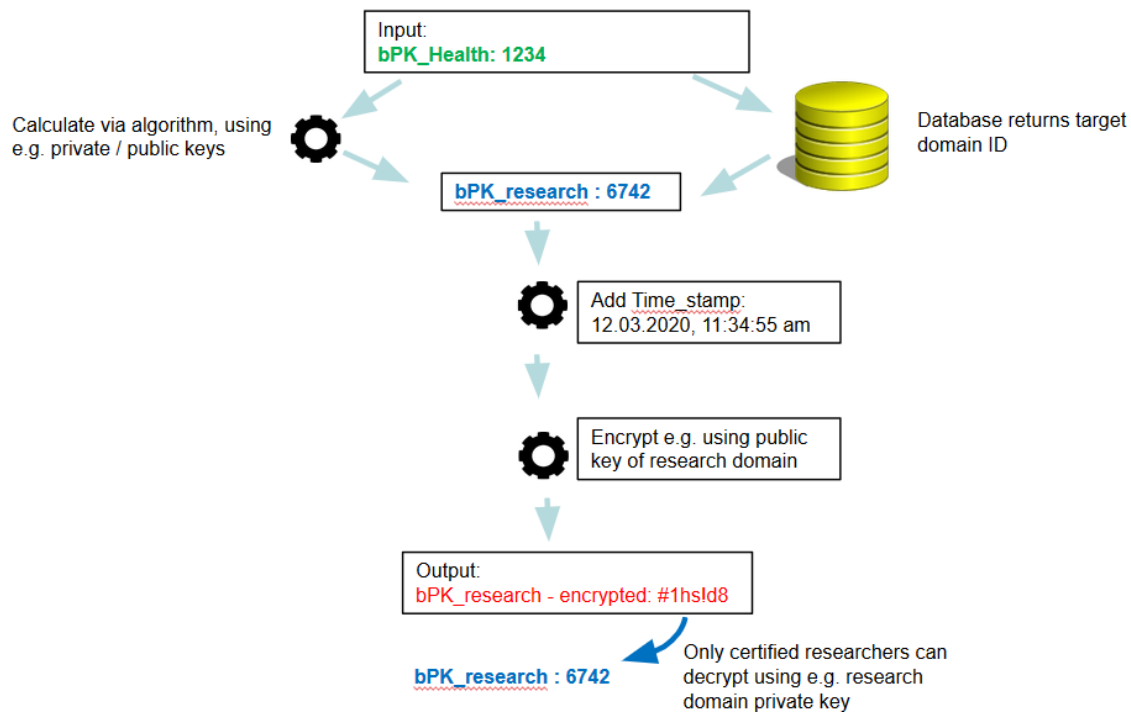 Input:
bPK_Health: 1234
Calculate via algorithm, using
e.g. private / public keys
Database returns target
domain ID
bPK_research : 6742
Add Time_stamp:
12.03.2020, 11:34:55 am
Encrypt e.g. using public
key of research domain
Output:
bPK_research - encrypted: #1hs!d8
bPK_research : 6742
Only certified researchers can
decrypt using e.g. research
domain private key